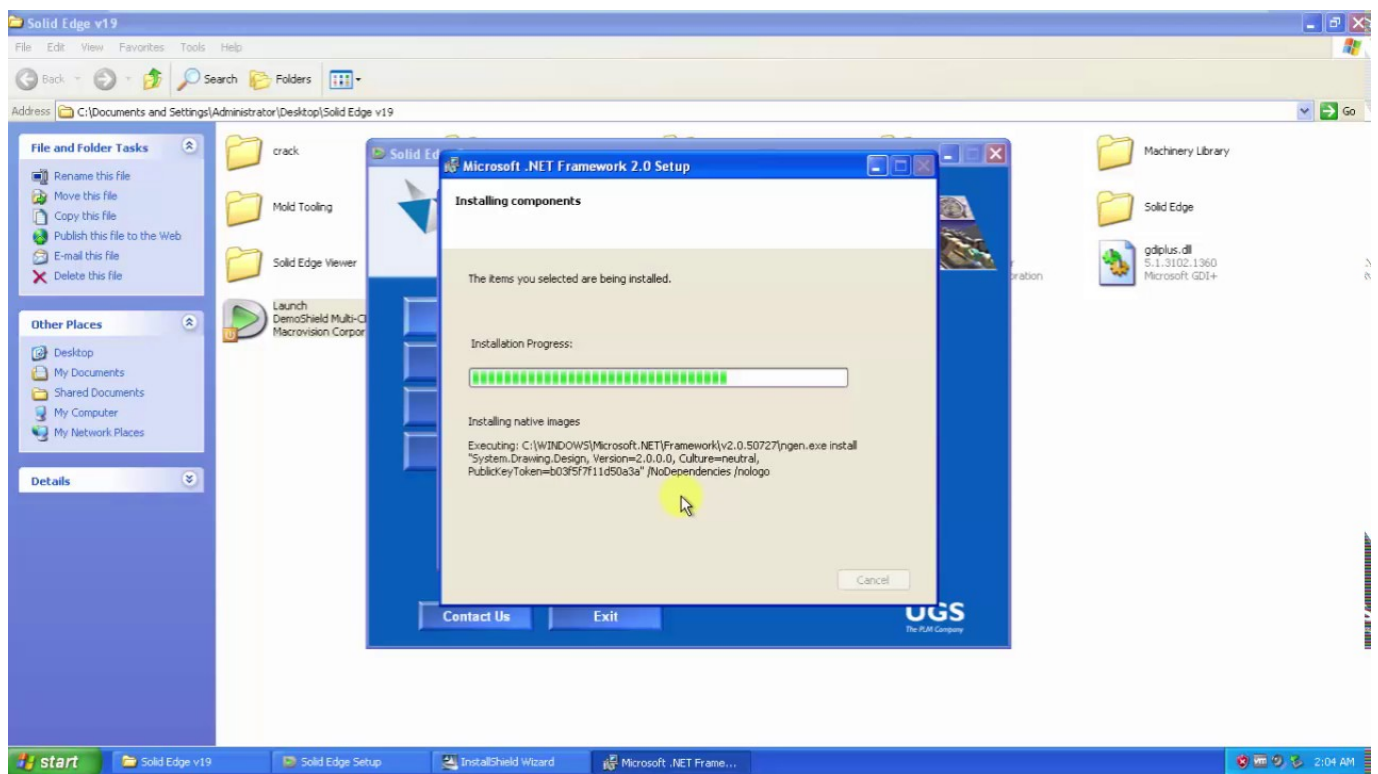 Solid Edge v19
File Edit View Favorites Tools Help
Back Search Folders
Address C:\Documents and Settings\Administrator\Desktop\Solid Edge v19 Go
File and Folder Tasks
Rename this file
Move this file
Copy this file
Publish this file to the Web
E-mail this file
Delete this file
Other Places
Desktop
My Documents
Shared Documents
My Computer
My Network Places
Details
crack
Mold Tooling
Solid Edge Viewer
Launch
DemoShield Multi-Cl
Macrovision Corpor
Solid Ed
Microsoft .NET Framework 2.0 Setup
Installing components
The items you selected are being installed.
Installation Progress:
Installing native images
Executing: C:\WINDOWS\Microsoft.NET\Framework\v2.0.50727\ngen.exe install
"System.Drawing.Design, Version=2.0.0.0, Culture=neutral,
PublicKeyToken=b03f5f7f11d50a3a" /NoDependencies /nologo
Cancel
Contact Us Exit
UGS
The PLM Company
Machinery Library
Solid Edge
gdiplus.dll
5.1.3102.1360
Microsoft GDI+
oration
start Solid Edge v19 Solid Edge Setup InstallShield Wizard Microsoft .NET Frame... 2:04 AM